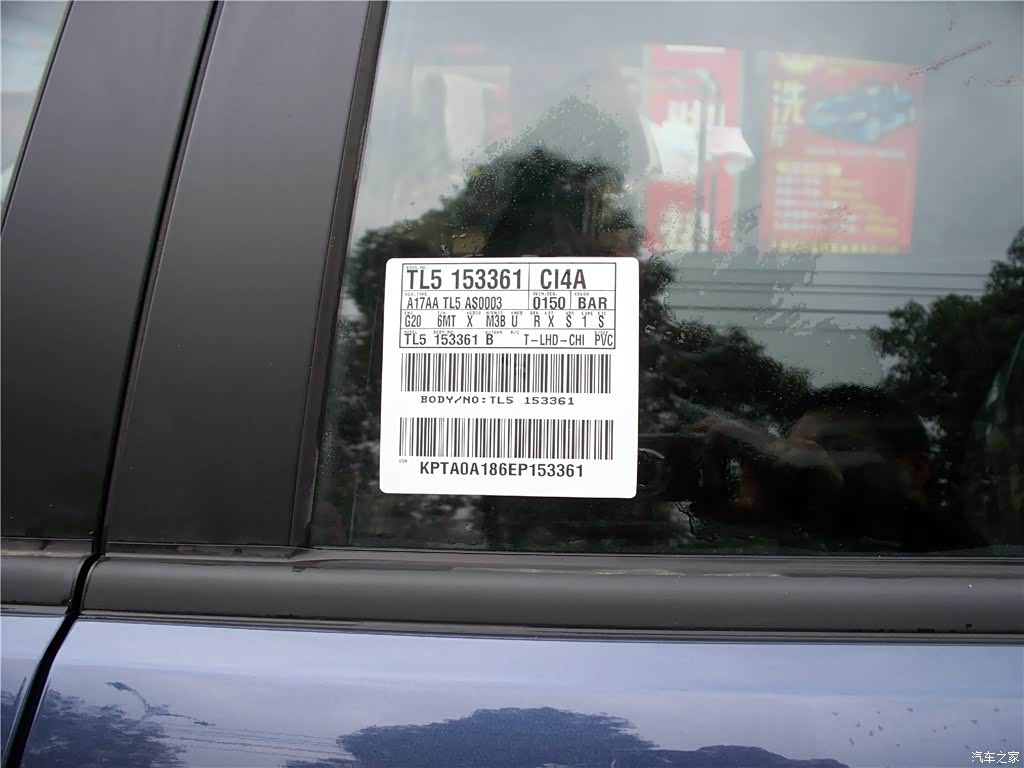 TL5 153361 CI4A
A17AA TL5 AS0003 0150 BAR
G20 6MT X M3B U R X S 1 S
TL5 153361 B T-LHD-CHI PVC
BODY/NO:TL5 153361
KPTA0A186EP153361
洗
汽车之家